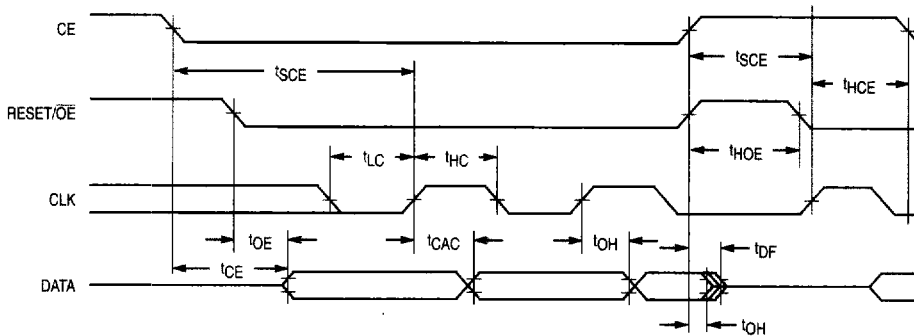 CE
tSCE
tSCE
tHCE
RESET/OE
tLC
tHC
tHOE
CLK
tOE
tCAC
tOH
tDF
tCE
DATA
tOH